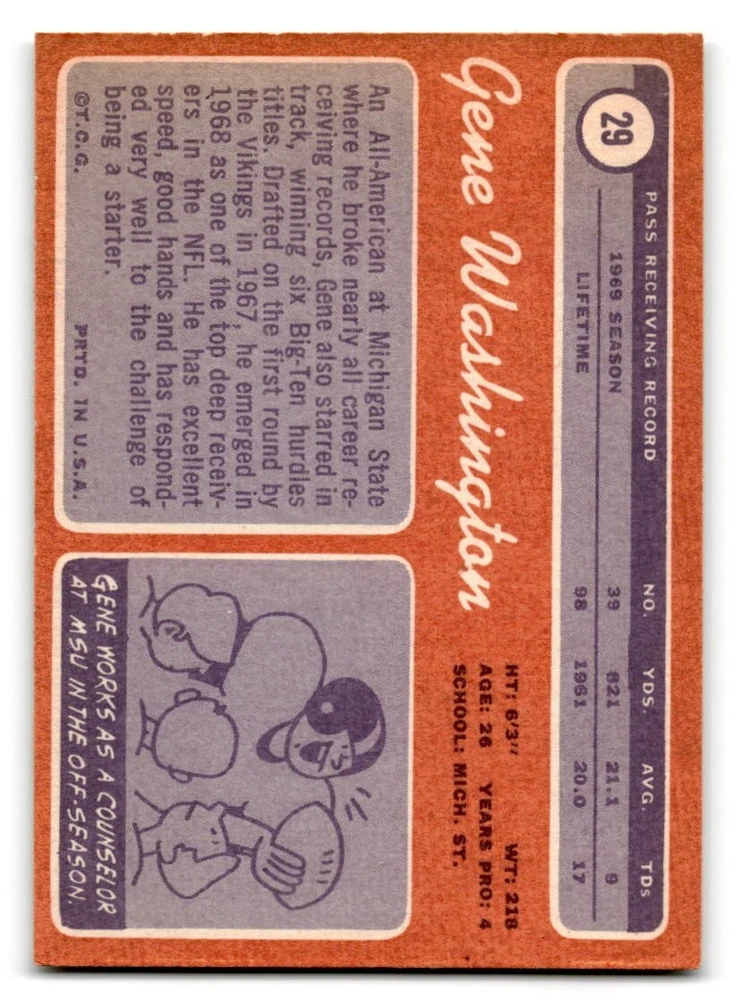 29
PASS RECEIVING RECORD NO. YDS. AVG. TDs
1969 SEASON 39 821 21.1 9
LIFETIME 98 1961 20.0 17
Gene Washington
HT: 6'3" WT: 218
AGE: 26 YEARS PRO: 4
SCHOOL: MICH. ST.
An All-American at Michigan State
where he broke nearly all career re-
ceiving records, Gene also starred in
track, winning six Big-Ten hurdles
titles. Drafted on the first round by
the Vikings in 1967, he emerged in
1968 as one of the top deep receiv-
ers in the NFL. He has excellent
speed, good hands and has respond-
ed very well to the challenge of
being a starter.
©T.C.G. PRTD. IN U.S.A.
GENE WORKS AS A COUNSELOR
AT MSU IN THE OFF-SEASON.